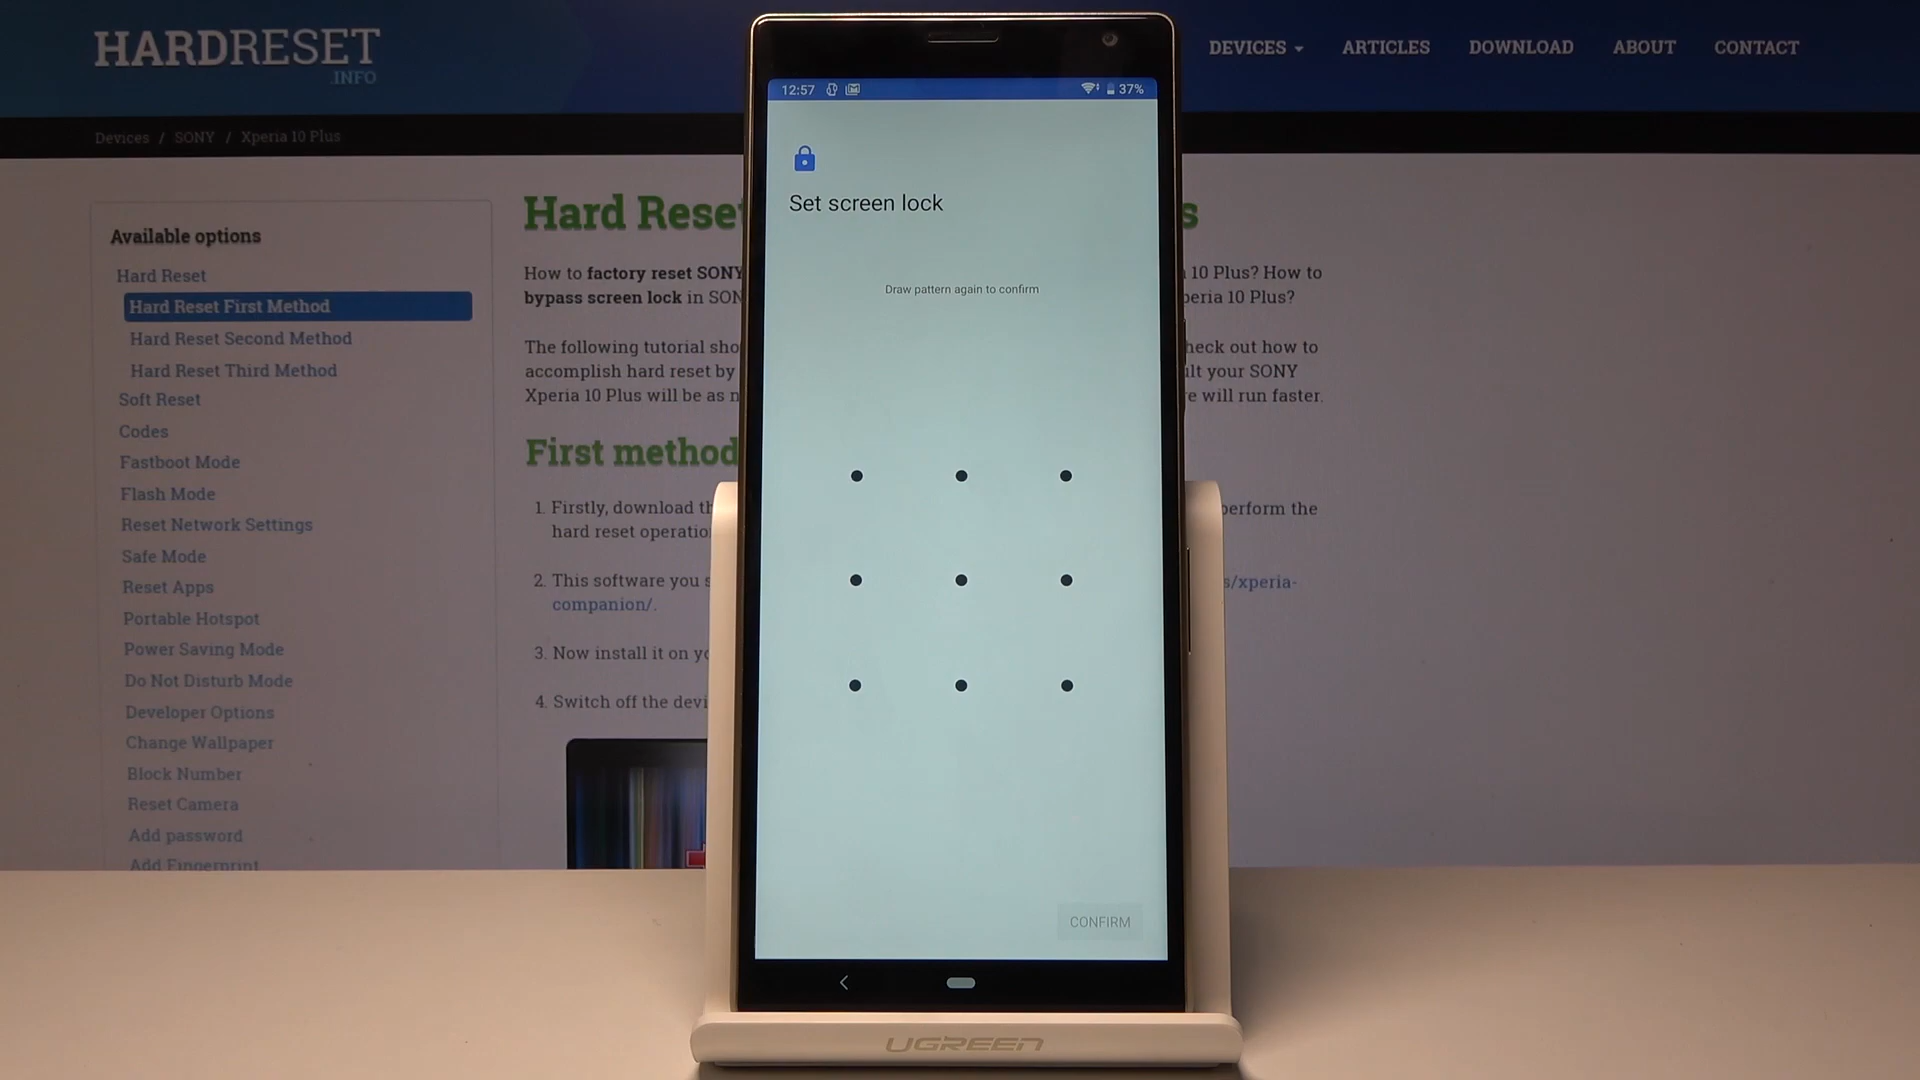 HARDRESET
.INFO
DEVICES
ARTICLES
DOWNLOAD
ABOUT
CONTACT
Devices / SONY / Xperia 10 Plus
Available options
Hard Reset
Hard Reset First Method
Hard Reset Second Method
Hard Reset Third Method
Soft Reset
Codes
Fastboot Mode
Flash Mode
Reset Network Settings
Safe Mode
Reset Apps
Portable Hotspot
Power Saving Mode
Do Not Disturb Mode
Developer Options
Change Wallpaper
Block Number
Reset Camera
Add password
Add Fingerprint
Hard Reset
How to factory reset SONY
10 Plus? How to
bypass screen lock in SON
peria 10 Plus?
The following tutorial sho
heck out how to
accomplish hard reset by
ult your SONY
Xperia 10 Plus will be as n
e will run faster.
First method
1. Firstly, download th
perform the
hard reset operatio
2. This software you s
s/xperia-
companion/.
3. Now install it on yo
4. Switch off the devi
12:57
37%
Set screen lock
Draw pattern again to confirm
CONFIRM
UGREEN